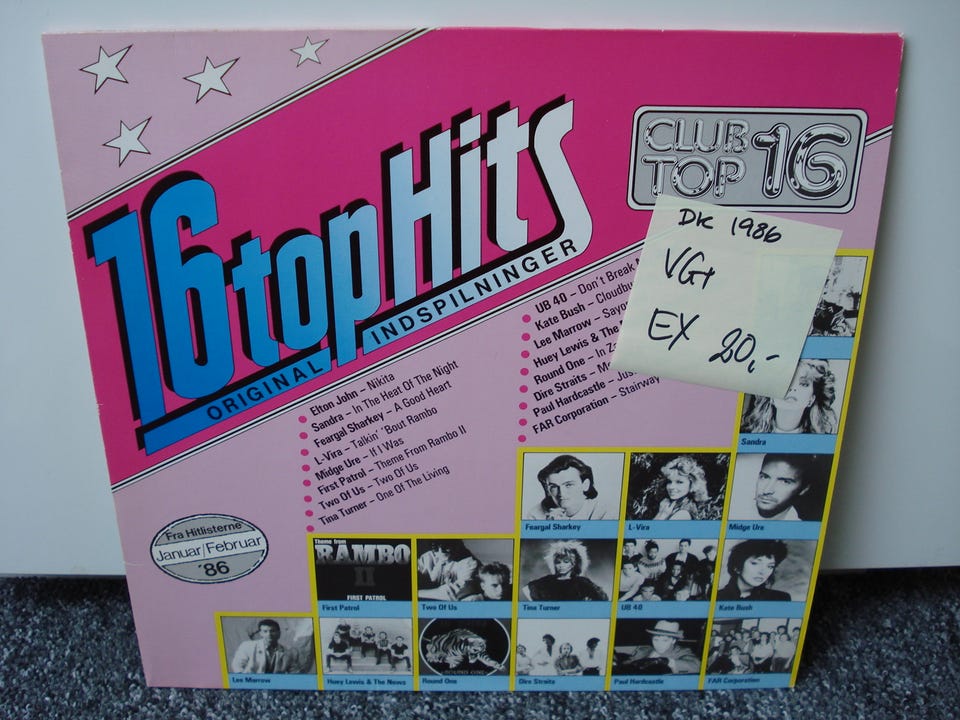 16 top Hits
ORIGINAL INDSPILNINGER
CLUB
TOP 16
DK 1986
VG+
EX 20,-
UB 40 – Don't Break
Kate Bush –
Lee Marrow –
Huey Lewis & The
Round One – In
Dire Straits –
Paul Hardcastle –
FAR Corporation – Stairway
Elton John – Nikita
Sandra – In The Heat Of The Night
Feargal Sharkey – A Good Heart
L-Vira – Talkin' 'Bout Rambo
Midge Ure – If I Was
First Patrol – Theme From Rambo II
Two Of Us – Two Of Us
Tina Turner – One Of The Living
Fra Hitlisterne
Januar/Februar
'86
Sandra
Feargal Sharkey
L-Vira
Midge Ure
Theme from
RAMBO
II
FIRST PATROL
First Patrol
Two Of Us
Tina Turner
UB 40
Kate Bush
Lee Marrow
Huey Lewis & The News
ROUND ONE
Round One
Dire Straits
Paul Hardcastle
FAR Corporation